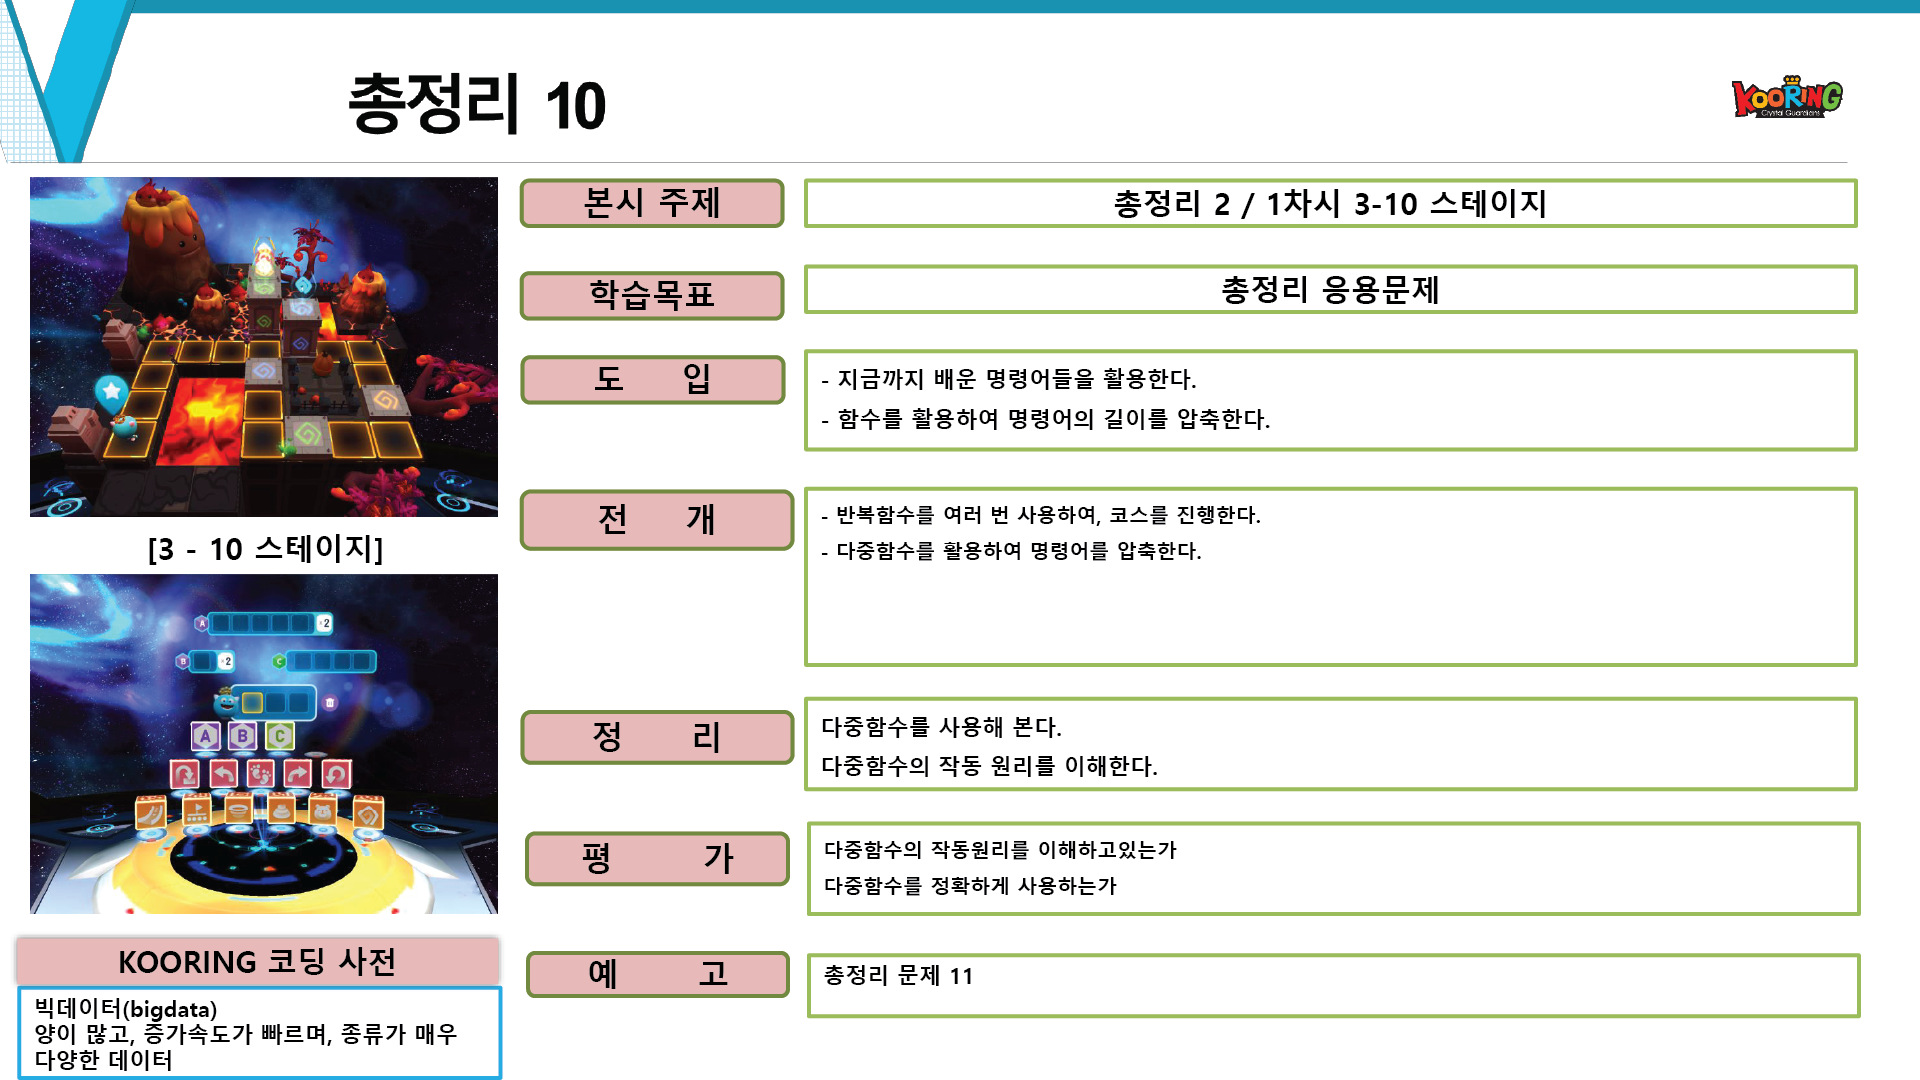 총정리 10
KOORING
Crystal Guardians
[3 - 10 스테이지]
A
×2
B
×2
C
A B C
KOORING 코딩 사전
빅데이터(bigdata)
양이 많고, 증가속도가 빠르며, 종류가 매우
다양한 데이터
본시 주제
총정리 2 / 1차시 3-10 스테이지
학습목표
총정리 응용문제
도 입
- 지금까지 배운 명령어들을 활용한다.
- 함수를 활용하여 명령어의 길이를 압축한다.
전 개
- 반복함수를 여러 번 사용하여, 코스를 진행한다.
- 다중함수를 활용하여 명령어를 압축한다.
정 리
다중함수를 사용해 본다.
다중함수의 작동 원리를 이해한다.
평 가
다중함수의 작동원리를 이해하고있는가
다중함수를 정확하게 사용하는가
예 고
총정리 문제 11